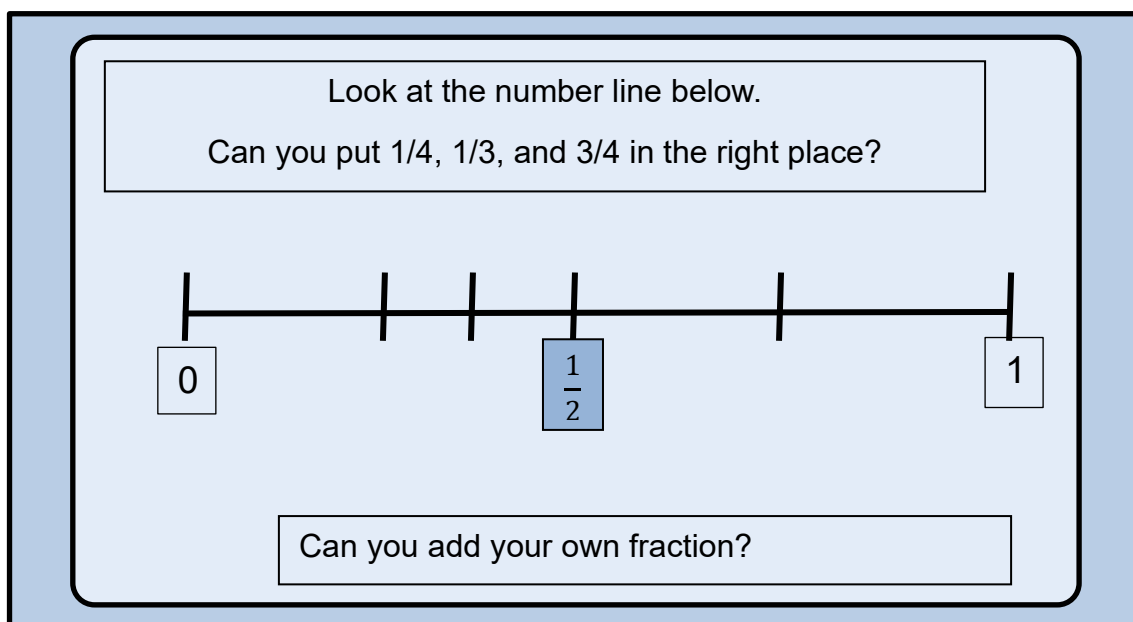 Look at the number line below.
Can you put 1/4, 1/3, and 3/4 in the right place?
0
1
2
1
Can you add your own fraction?